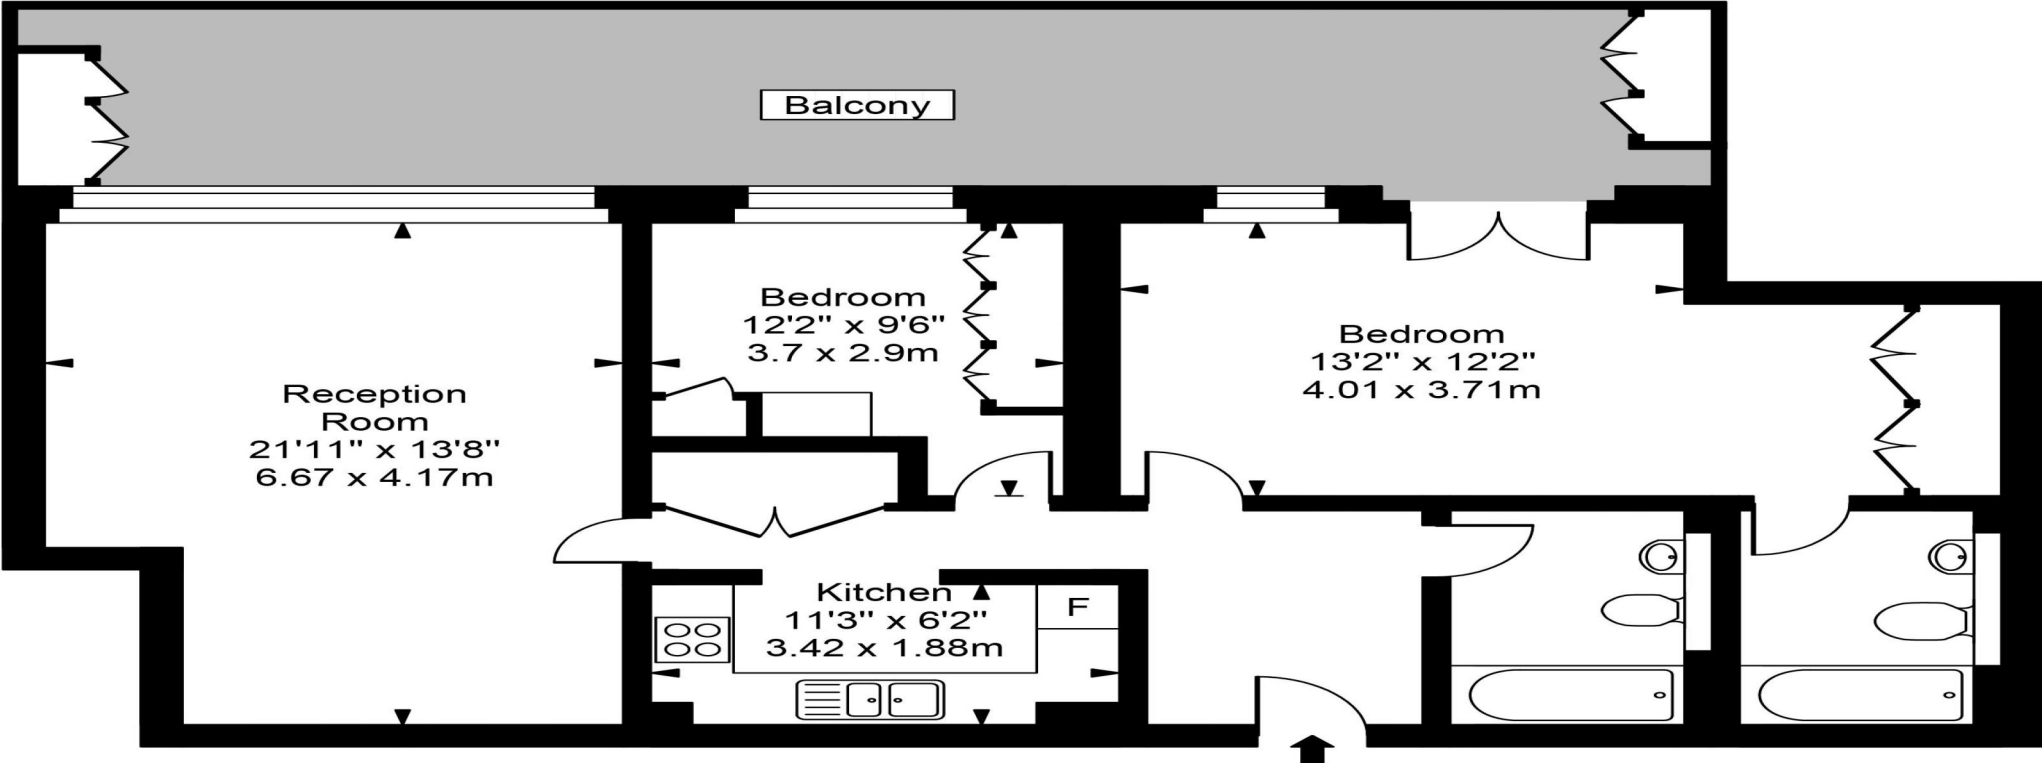 Balcony
Bedroom
12'2" x 9'6"
3.7 x 2.9m
Bedroom
13'2" x 12'2"
4.01 x 3.71m
Reception
Room
21'11" x 13'8"
6.67 x 4.17m
Kitchen
11'3" x 6'2"
3.42 x 1.88m
F